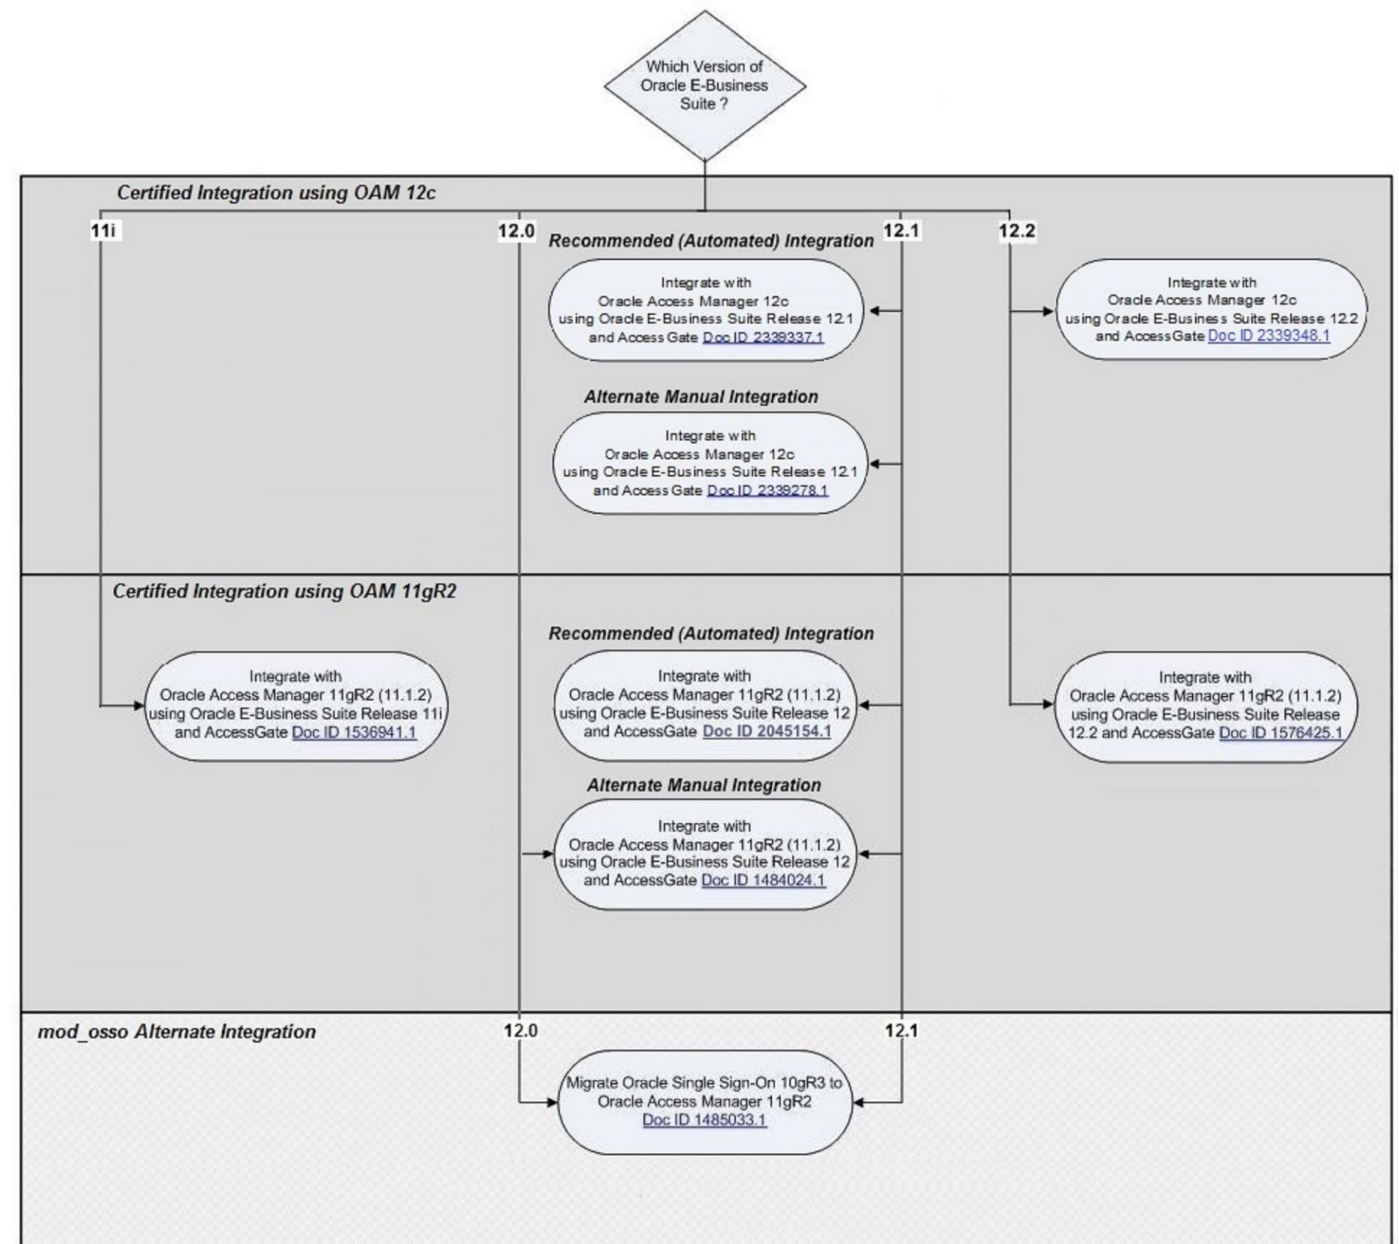 Which Version of
Oracle E-Business
Suite ?
Certified Integration using OAM 12c
11i
12.0
12.1
12.2
Recommended (Automated) Integration
Integrate with
Oracle Access Manager 12c
using Oracle E-Business Suite Release 12.1
and Access Gate Doc ID 2339337.1
Integrate with
Oracle Access Manager 12c
using Oracle E-Business Suite Release 12.2
and AccessGate Doc ID 2339348.1
Alternate Manual Integration
Integrate with
Oracle Access Manager 12c
using Oracle E-Business Suite Release 12.1
and Access Gate Doc ID 2339278.1
Certified Integration using OAM 11gR2
Integrate with
Oracle Access Manager 11gR2 (11.1.2)
using Oracle E-Business Suite Release 11i
and AccessGate Doc ID 1536941.1
Recommended (Automated) Integration
Integrate with
Oracle Access Manager 11gR2 (11.1.2)
using Oracle E-Business Suite Release 12
and AccessGate Doc ID 2045154.1
Integrate with
Oracle Access Manager 11gR2 (11.1.2)
using Oracle E-Business Suite Release
12.2 and AccessGate Doc ID 1576425.1
Alternate Manual Integration
Integrate with
Oracle Access Manager 11gR2 (11.1.2)
using Oracle E-Business Suite Release 12
and AccessGate Doc ID 1484024.1
mod_osso Alternate Integration
12.0
12.1
Migrate Oracle Single Sign-On 10gR3 to
Oracle Access Manager 11gR2
Doc ID 1485033.1